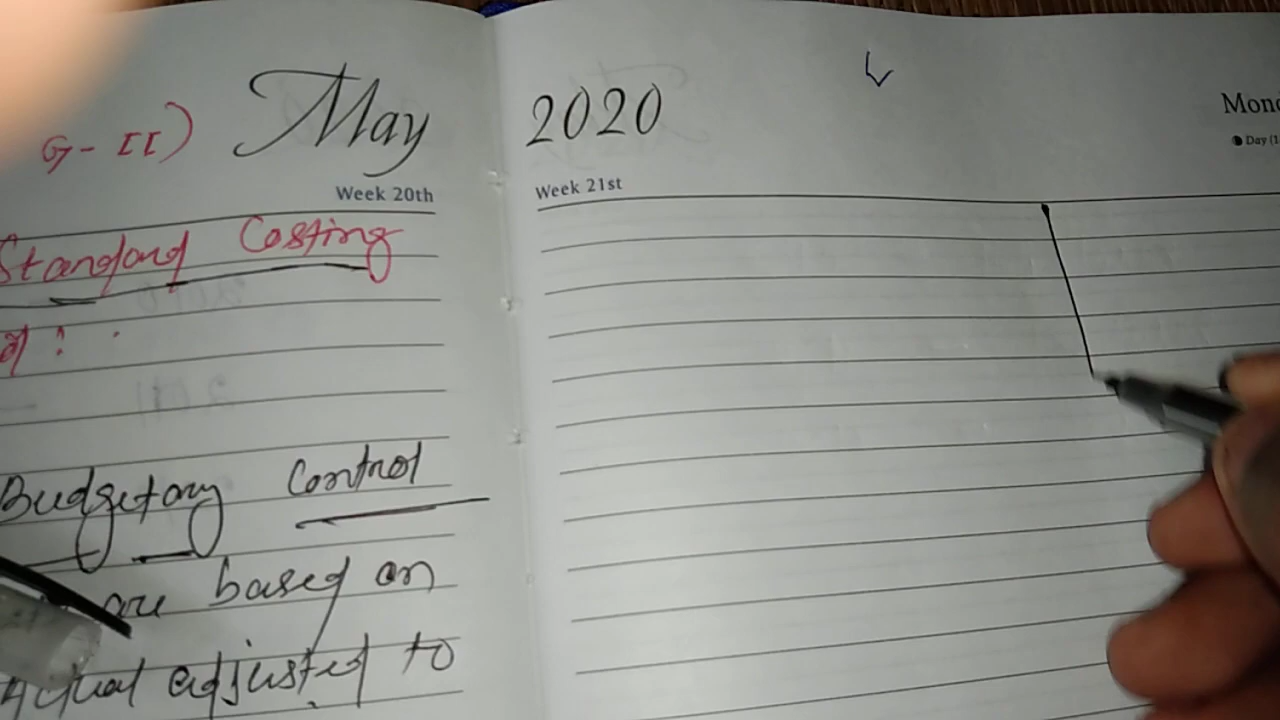 G-II) May
Week 20th
Standard Costing
Budgetary Control
are based on
Actual adjusted to
2020
Week 21st
Mon
Day (1